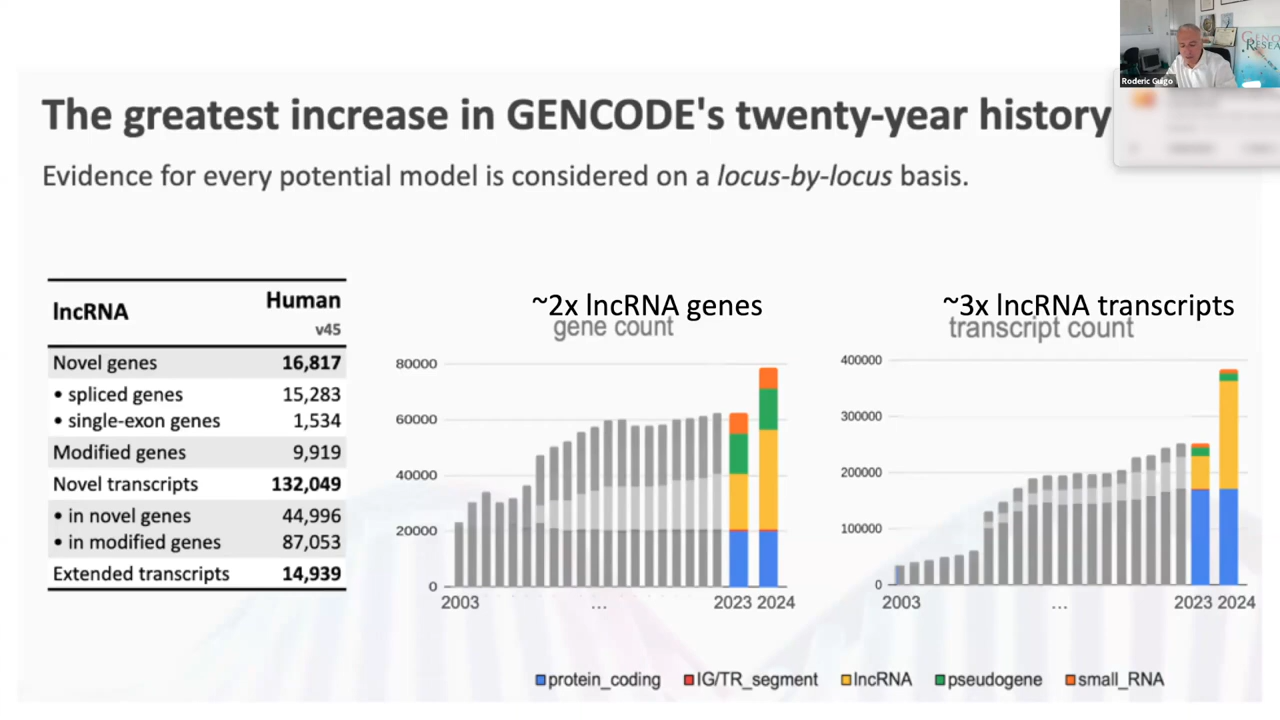 Roderic Guigo
The greatest increase in GENCODE's twenty-year history
Evidence for every potential model is considered on a locus-by-locus basis.
lncRNA Human
v45
Novel genes 16,817
• spliced genes 15,283
• single-exon genes 1,534
Modified genes 9,919
Novel transcripts 132,049
• in novel genes 44,996
• in modified genes 87,053
Extended transcripts 14,939
~2x lncRNA genes
gene count
80000
60000
40000
20000
0
2003 ... 2023 2024
~3x lncRNA transcripts
transcript count
400000
300000
200000
100000
0
2003 ... 2023 2024
protein_coding IG/TR_segment lncRNA pseudogene small_RNA